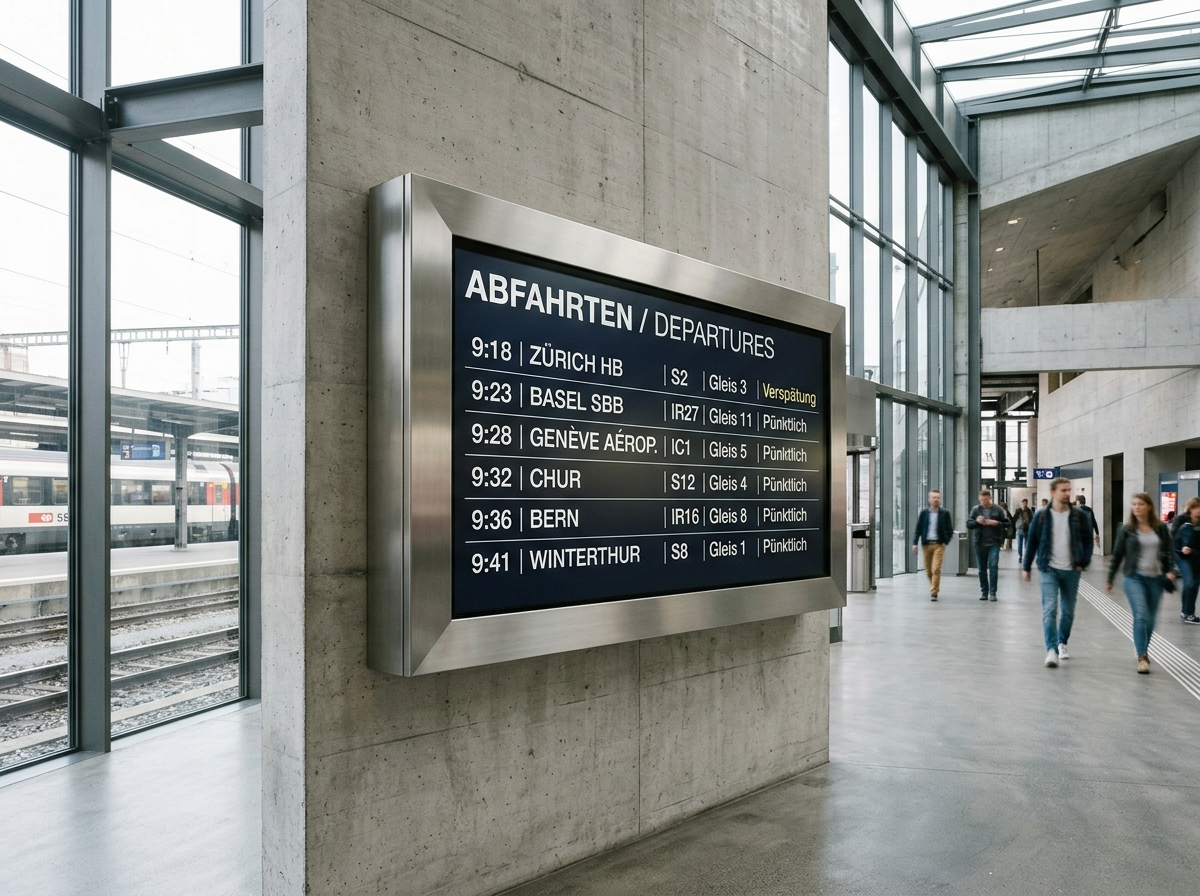 ABFAHRTEN / DEPARTURES
9:18 | ZÜRICH HB | S2 | Gleis 3 | Verspätung
9:23 | BASEL SBB | IR27 | Gleis 11 | Pünktlich
9:28 | GENÈVE AÉROP. | IC1 | Gleis 5 | Pünktlich
9:32 | CHUR | S12 | Gleis 4 | Pünktlich
9:36 | BERN | IR16 | Gleis 8 | Pünktlich
9:41 | WINTERTHUR | S8 | Gleis 1 | Pünktlich